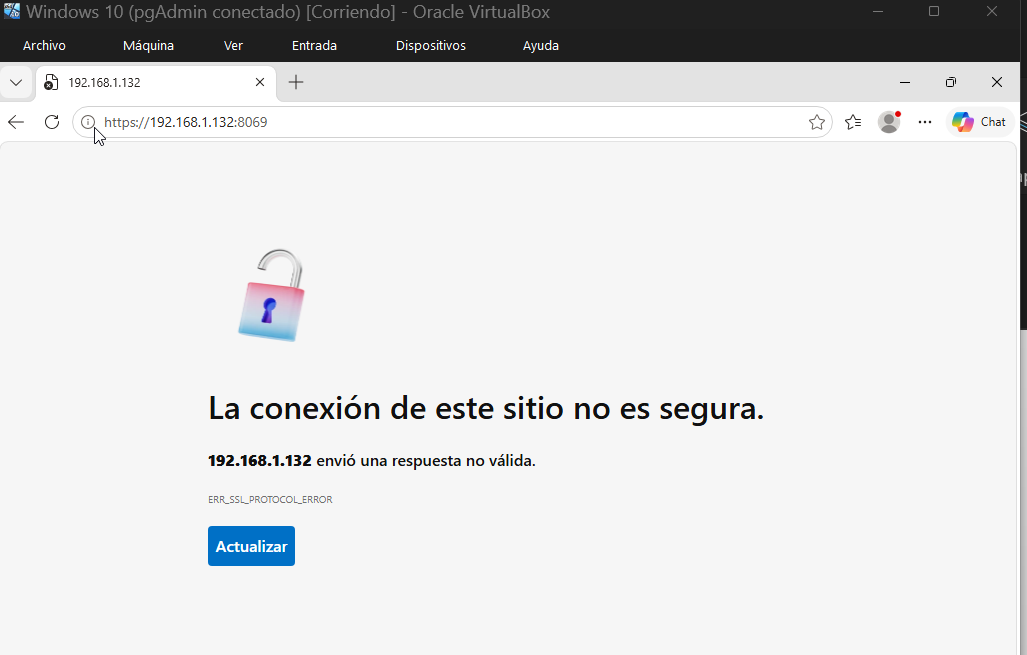 Windows 10 (pgAdmin conectado) [Corriendo] - Oracle VirtualBox
Archivo Máquina Ver Entrada Dispositivos Ayuda
192.168.1.132
https://192.168.1.132:8069
Chat
La conexión de este sitio no es segura.
192.168.1.132 envió una respuesta no válida.
ERR_SSL_PROTOCOL_ERROR
Actualizar